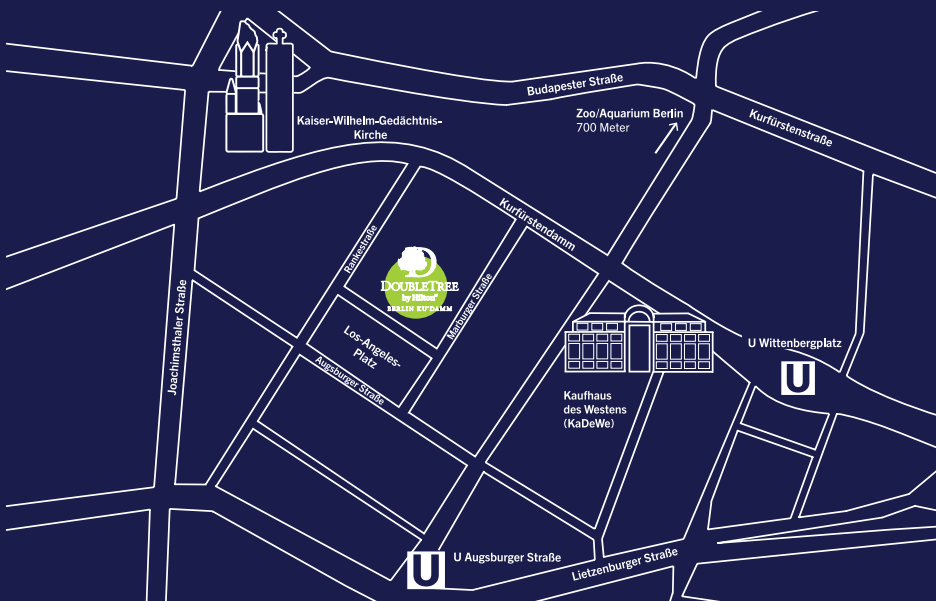 Budapester Straße
Zoo/Aquarium Berlin
700 Meter
Kurfürstenstraße
Kaiser-Wilhelm-Gedächtnis-
Kirche
Kurfürstendamm
Rankestraße
D
DOUBLETREE
by Hilton™
BERLIN KU'DAMM
Marburger Straße
Joachimsthaler Straße
Los-Angeles-
Platz
Augsburger Straße
U Wittenbergplatz
U
Kaufhaus
des Westens
(KaDeWe)
U Augsburger Straße
U
Lietzenburger Straße